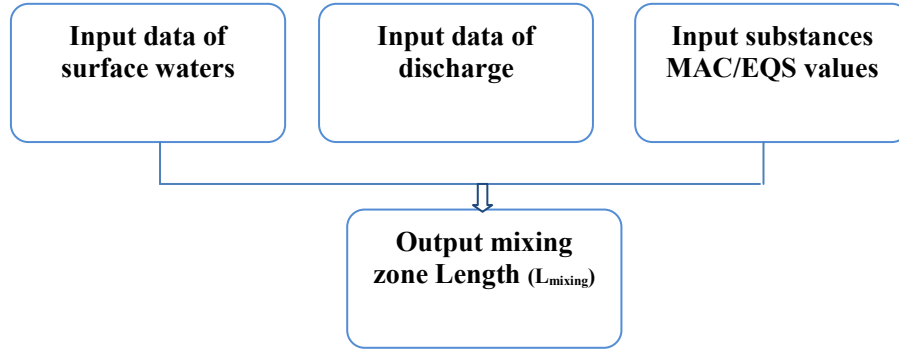 Input data of
surface waters
Input data of
discharge
Input substances
MAC/EQS values
Output mixing
zone Length (Lmixing)